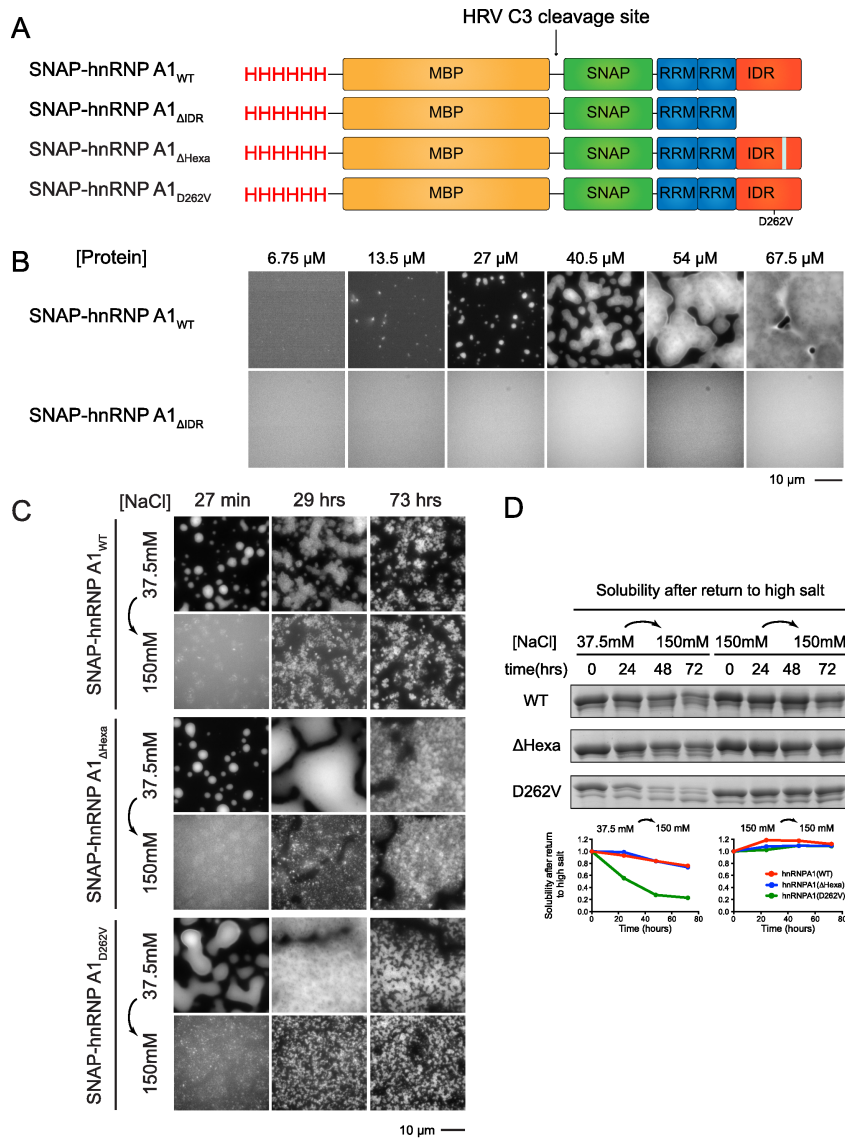 A
HRV C3 cleavage site
SNAP-hnRNP A1WT HHHHHH MBP SNAP RRM RRM IDR
SNAP-hnRNP A1ΔIDR HHHHHH MBP SNAP RRM RRM
SNAP-hnRNP A1ΔHexa HHHHHH MBP SNAP RRM RRM IDR
SNAP-hnRNP A1D262V HHHHHH MBP SNAP RRM RRM IDR
D262V
B
[Protein] 6.75 µM 13.5 µM 27 µM 40.5 µM 54 µM 67.5 µM
SNAP-hnRNP A1WT
SNAP-hnRNP A1ΔIDR
10 µm
C
[NaCl] 27 min 29 hrs 73 hrs
SNAP-hnRNP A1WT
37.5mM
150mM
SNAP-hnRNP A1ΔHexa
37.5mM
150mM
SNAP-hnRNP A1D262V
37.5mM
150mM
10 µm
D
Solubility after return to high salt
[NaCl] 37.5mM 150mM 150mM 150mM
time(hrs) 0 24 48 72 0 24 48 72
WT
ΔHexa
D262V
37.5 mM 150 mM
Solubility after return
to high salt
1.2
1.0
0.8
0.6
0.4
0.2
0.0
0 20 40 60 80
Time (hours)
150 mM 150 mM
1.2
1.0
0.8
0.6
0.4
0.2
0.0
hnRNPA1(WT)
hnRNPA1(ΔHexa)
hnRNPA1(D262V)
0 20 40 60 80
Time (hours)